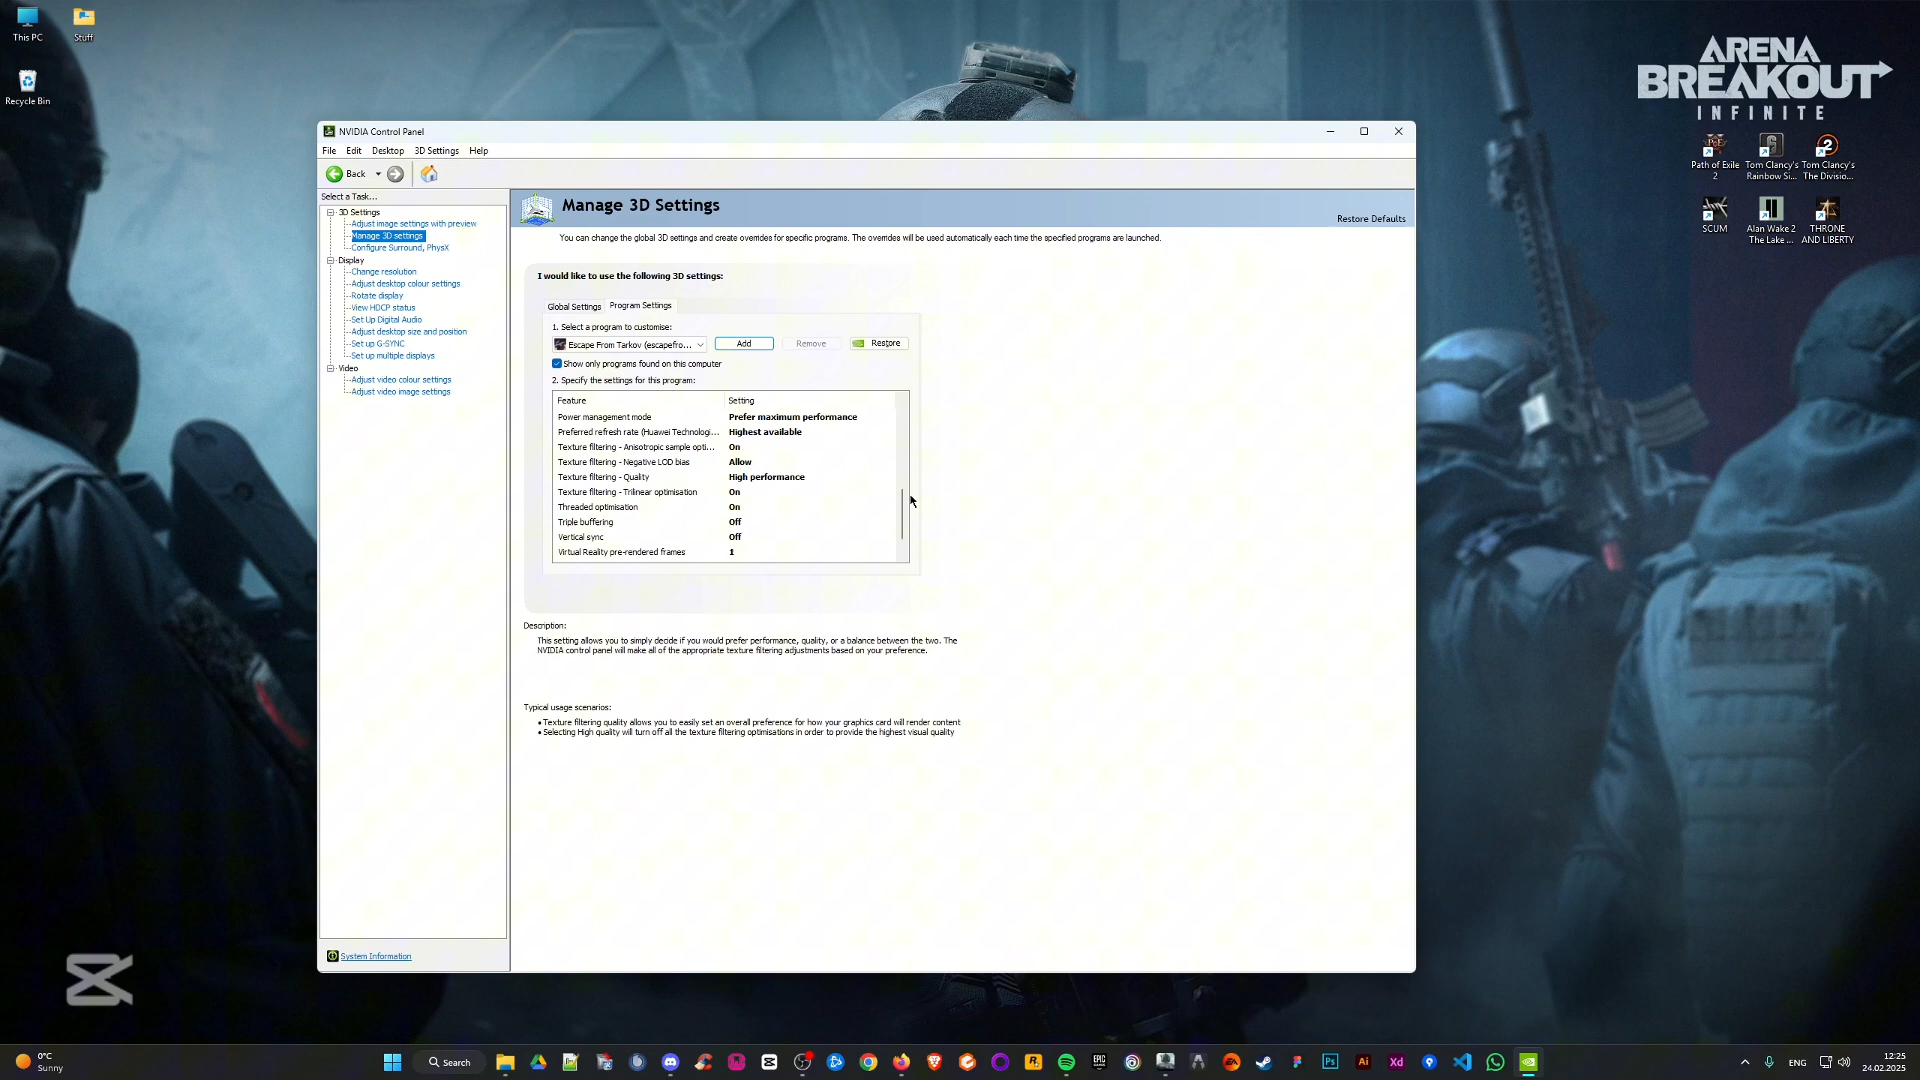 This PC
Stuff
Recycle Bin
ARENA
BREAKOUT
INFINITE
Path of Exile 2
Tom Clancy's Rainbow Si...
Tom Clancy's The Divisio...
SCUM
Alan Wake 2 The Lake ...
THRONE AND LIBERTY
NVIDIA Control Panel
File Edit Desktop 3D Settings Help
Back
Select a Task...
3D Settings
Adjust image settings with preview
Manage 3D settings
Configure Surround, PhysX
Display
Change resolution
Adjust desktop colour settings
Rotate display
View HDCP status
Set Up Digital Audio
Adjust desktop size and position
Set up G-SYNC
Set up multiple displays
Video
Adjust video colour settings
Adjust video image settings
System Information
Manage 3D Settings
Restore Defaults
You can change the global 3D settings and create overrides for specific programs. The overrides will be used automatically each time the specified programs are launched.
I would like to use the following 3D settings:
Global Settings Program Settings
1. Select a program to customise:
Escape From Tarkov (escapefro... Add Remove Restore
Show only programs found on this computer
2. Specify the settings for this program:
Feature Setting
Power management mode Prefer maximum performance
Preferred refresh rate (Huawei Technologi... Highest available
Texture filtering - Anisotropic sample opti... On
Texture filtering - Negative LOD bias Allow
Texture filtering - Quality High performance
Texture filtering - Trilinear optimisation On
Threaded optimisation On
Triple buffering Off
Vertical sync Off
Virtual Reality pre-rendered frames 1
Description:
This setting allows you to simply decide if you would prefer performance, quality, or a balance between the two. The
NVIDIA control panel will make all of the appropriate texture filtering adjustments based on your preference.
Typical usage scenarios:
• Texture filtering quality allows you to easily set an overall preference for how your graphics card will render content
• Selecting High quality will turn off all the texture filtering optimisations in order to provide the highest visual quality
0°C
Sunny
Search
EPIC GAMES
EA
Ps
Ai
Xd
ENG
12:25
24.02.2025